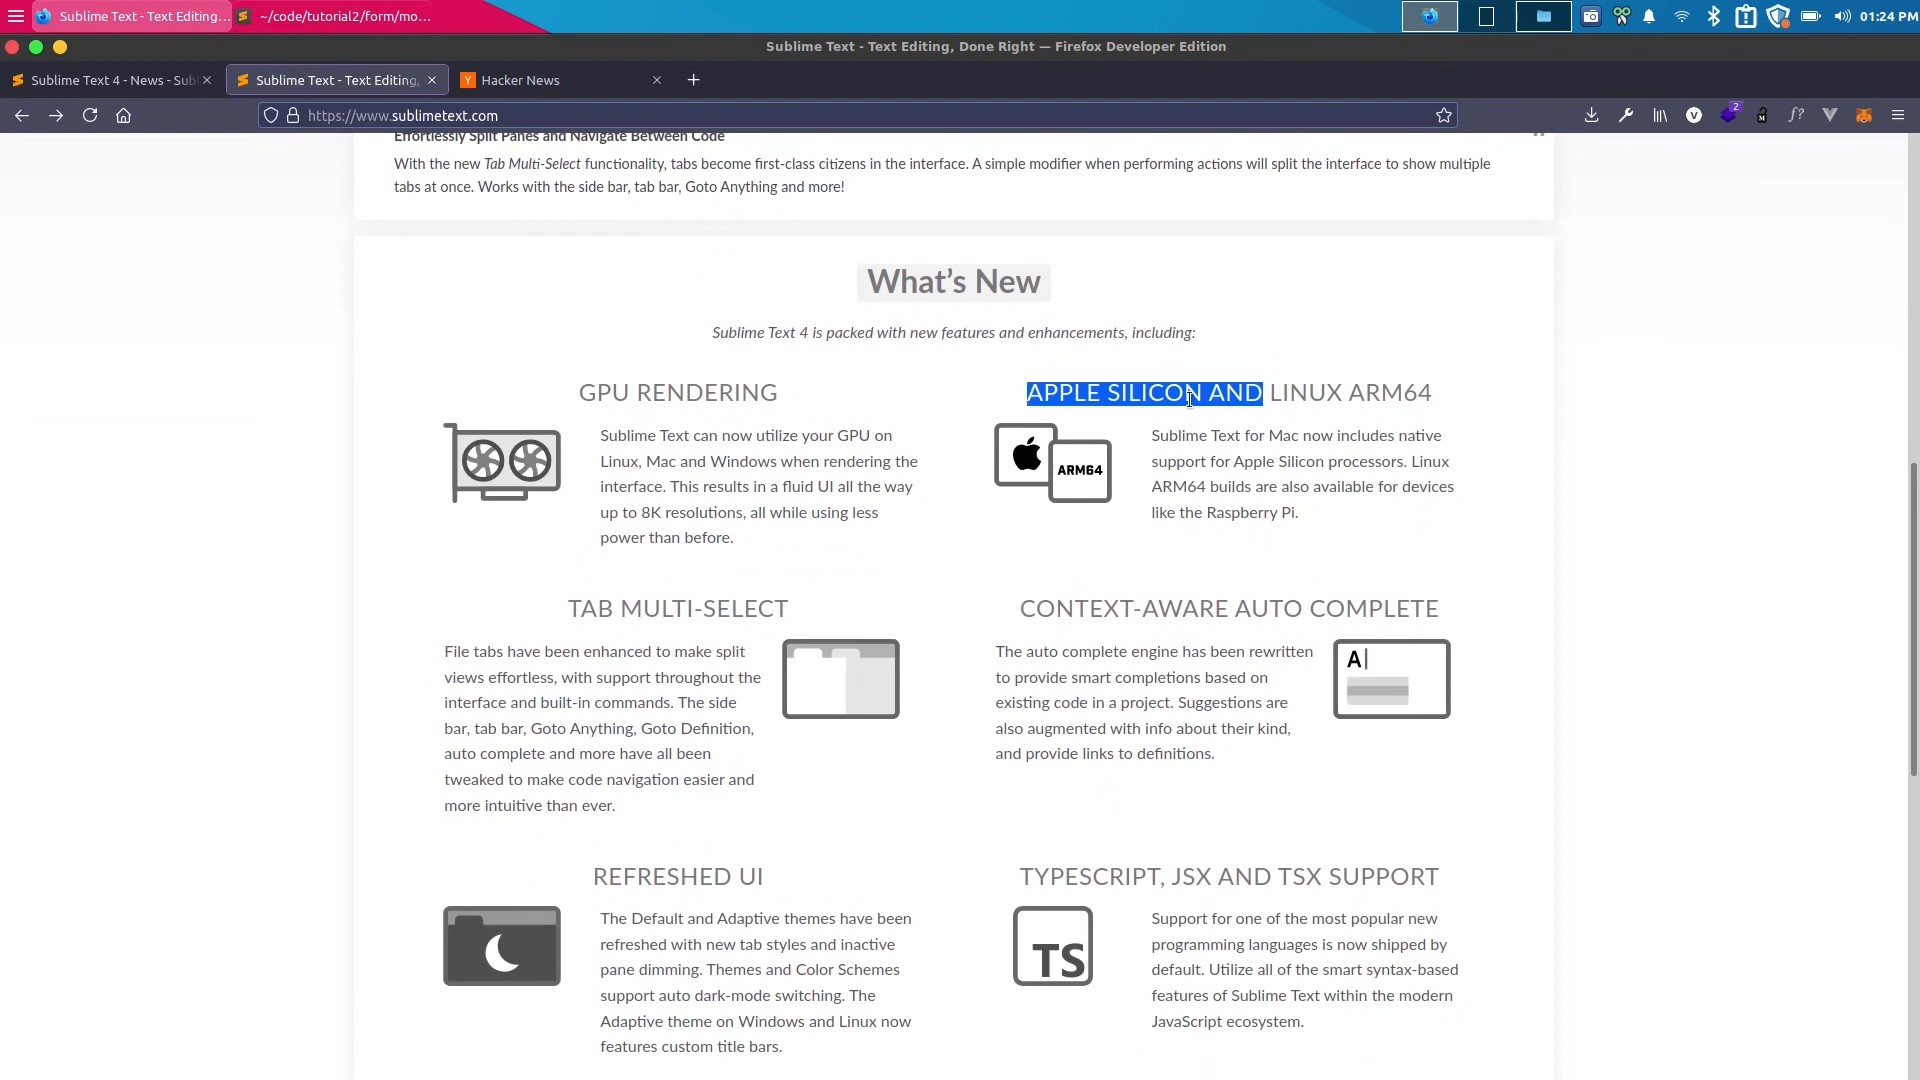 Sublime Text - Text Editing...
~/code/tutorial2/form/mo...
01:24 PM
Sublime Text - Text Editing, Done Right — Firefox Developer Edition
Sublime Text 4 - News - Sub
Sublime Text - Text Editing,
Hacker News
https://www.sublimetext.com
2
Effortlessly Split Panes and Navigate Between Code
With the new Tab Multi-Select functionality, tabs become first-class citizens in the interface. A simple modifier when performing actions will split the interface to show multiple
tabs at once. Works with the side bar, tab bar, Goto Anything and more!
What's New
Sublime Text 4 is packed with new features and enhancements, including:
GPU RENDERING
Sublime Text can now utilize your GPU on
Linux, Mac and Windows when rendering the
interface. This results in a fluid UI all the way
up to 8K resolutions, all while using less
power than before.
APPLE SILICON AND LINUX ARM64
ARM64
Sublime Text for Mac now includes native
support for Apple Silicon processors. Linux
ARM64 builds are also available for devices
like the Raspberry Pi.
TAB MULTI-SELECT
File tabs have been enhanced to make split
views effortless, with support throughout the
interface and built-in commands. The side
bar, tab bar, Goto Anything, Goto Definition,
auto complete and more have all been
tweaked to make code navigation easier and
more intuitive than ever.
CONTEXT-AWARE AUTO COMPLETE
The auto complete engine has been rewritten
to provide smart completions based on
existing code in a project. Suggestions are
also augmented with info about their kind,
and provide links to definitions.
A
REFRESHED UI
The Default and Adaptive themes have been
refreshed with new tab styles and inactive
pane dimming. Themes and Color Schemes
support auto dark-mode switching. The
Adaptive theme on Windows and Linux now
features custom title bars.
TYPESCRIPT, JSX AND TSX SUPPORT
TS
Support for one of the most popular new
programming languages is now shipped by
default. Utilize all of the smart syntax-based
features of Sublime Text within the modern
JavaScript ecosystem.